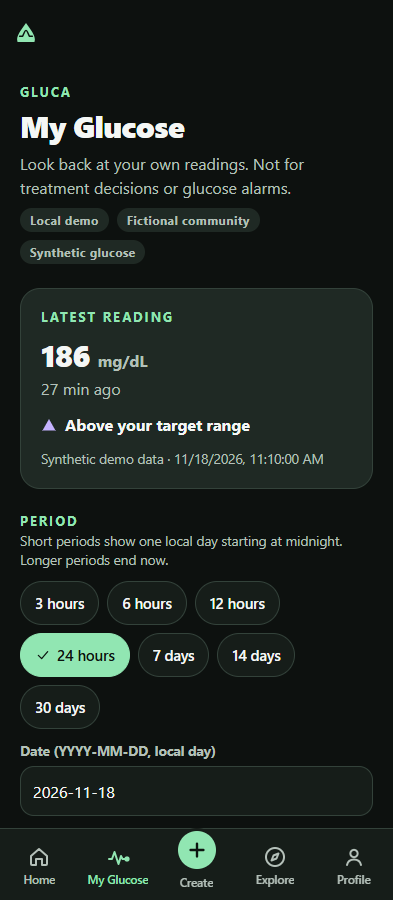 GLUCA
My Glucose
Look back at your own readings. Not for
treatment decisions or glucose alarms.
Local demo
Fictional community
Synthetic glucose
LATEST READING
186 mg/dL
27 min ago
Above your target range
Synthetic demo data · 11/18/2026, 11:10:00 AM
PERIOD
Short periods show one local day starting at midnight.
Longer periods end now.
3 hours
6 hours
12 hours
24 hours
7 days
14 days
30 days
Date (YYYY-MM-DD, local day)
2026-11-18
Home
My Glucose
Create
Explore
Profile